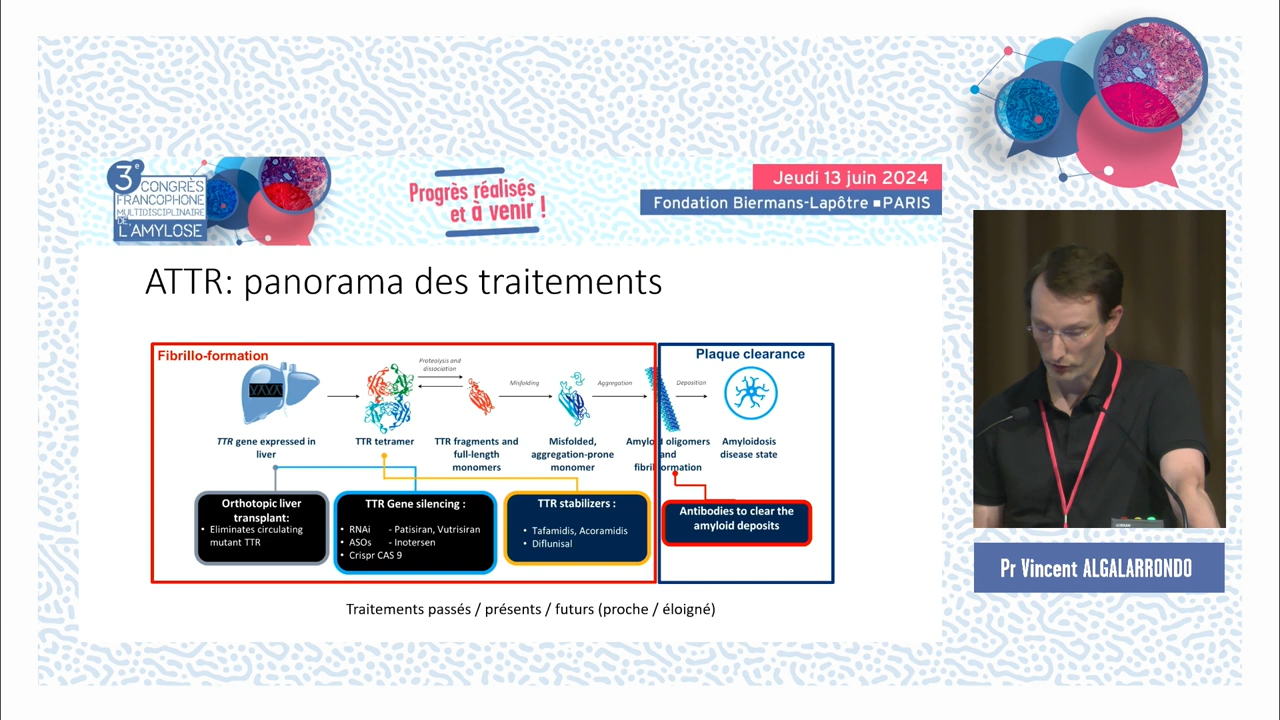 3e
CONGRÈS
FRANCOPHONE
MULTIDISCIPLINAIRE
DE
L'AMYLOSE
Progrès réalisés
et à venir !
Jeudi 13 juin 2024
Fondation Biermans-Lapôtre ■ PARIS
ATTR: panorama des traitements
Fibrillo-formation
Plaque clearance
Proteolysis and
dissociation
Misfolding
Aggregation
Deposition
TTR gene expressed in
liver
TTR tetramer
TTR fragments and
full-length
monomers
Misfolded,
aggregation-prone
monomer
Amyloid oligomers
and
fibril formation
Amyloidosis
disease state
Orthotopic liver
transplant:
• Eliminates circulating
mutant TTR
TTR Gene silencing :
• RNAi - Patisiran, Vutrisiran
• ASOs - Inotersen
• Crispr CAS 9
TTR stabilizers :
• Tafamidis, Acoramidis
• Diflunisal
Antibodies to clear the
amyloid deposits
Traitements passés / présents / futurs (proche / éloigné)
Pr Vincent ALGALARRONDO